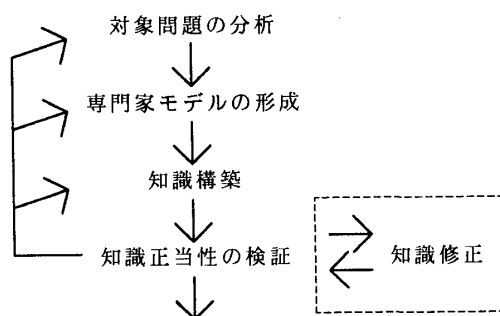 対象問題の分析
専門家モデルの形成
知識構築
知識正当性の検証
知識修正